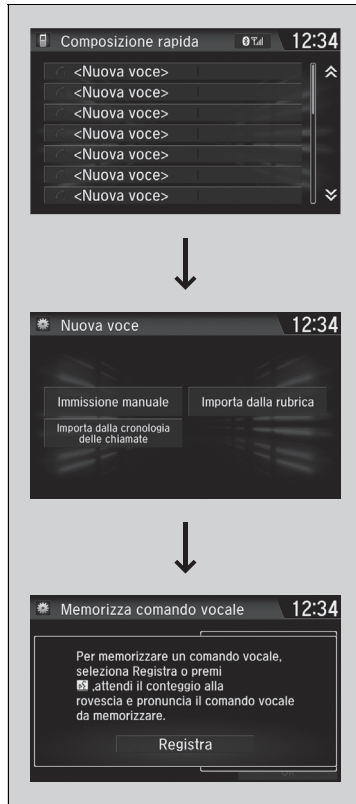 Composizione rapida 12:34
<Nuova voce>
<Nuova voce>
<Nuova voce>
<Nuova voce>
<Nuova voce>
<Nuova voce>
<Nuova voce>
Nuova voce 12:34
Immissione manuale Importa dalla rubrica
Importa dalla cronologia
delle chiamate
Memorizza comando vocale 12:34
Per memorizzare un comando vocale,
seleziona Registra o premi
,attendi il conteggio alla
rovescia e pronuncia il comando vocale
da memorizzare.
Registra